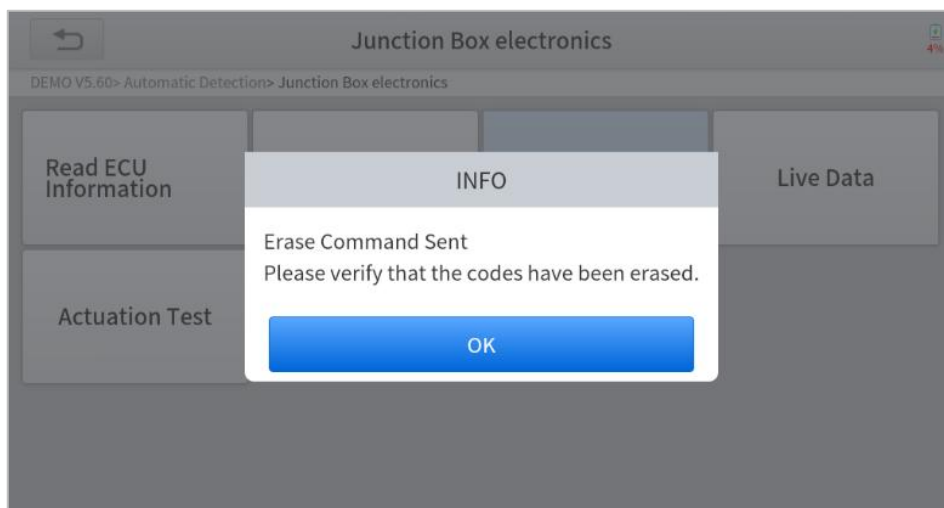 Junction Box electronics
4%
DEMO V5.60> Automatic Detection> Junction Box electronics
Read ECU
Information
Live Data
INFO
Erase Command Sent
Please verify that the codes have been erased.
Actuation Test
OK